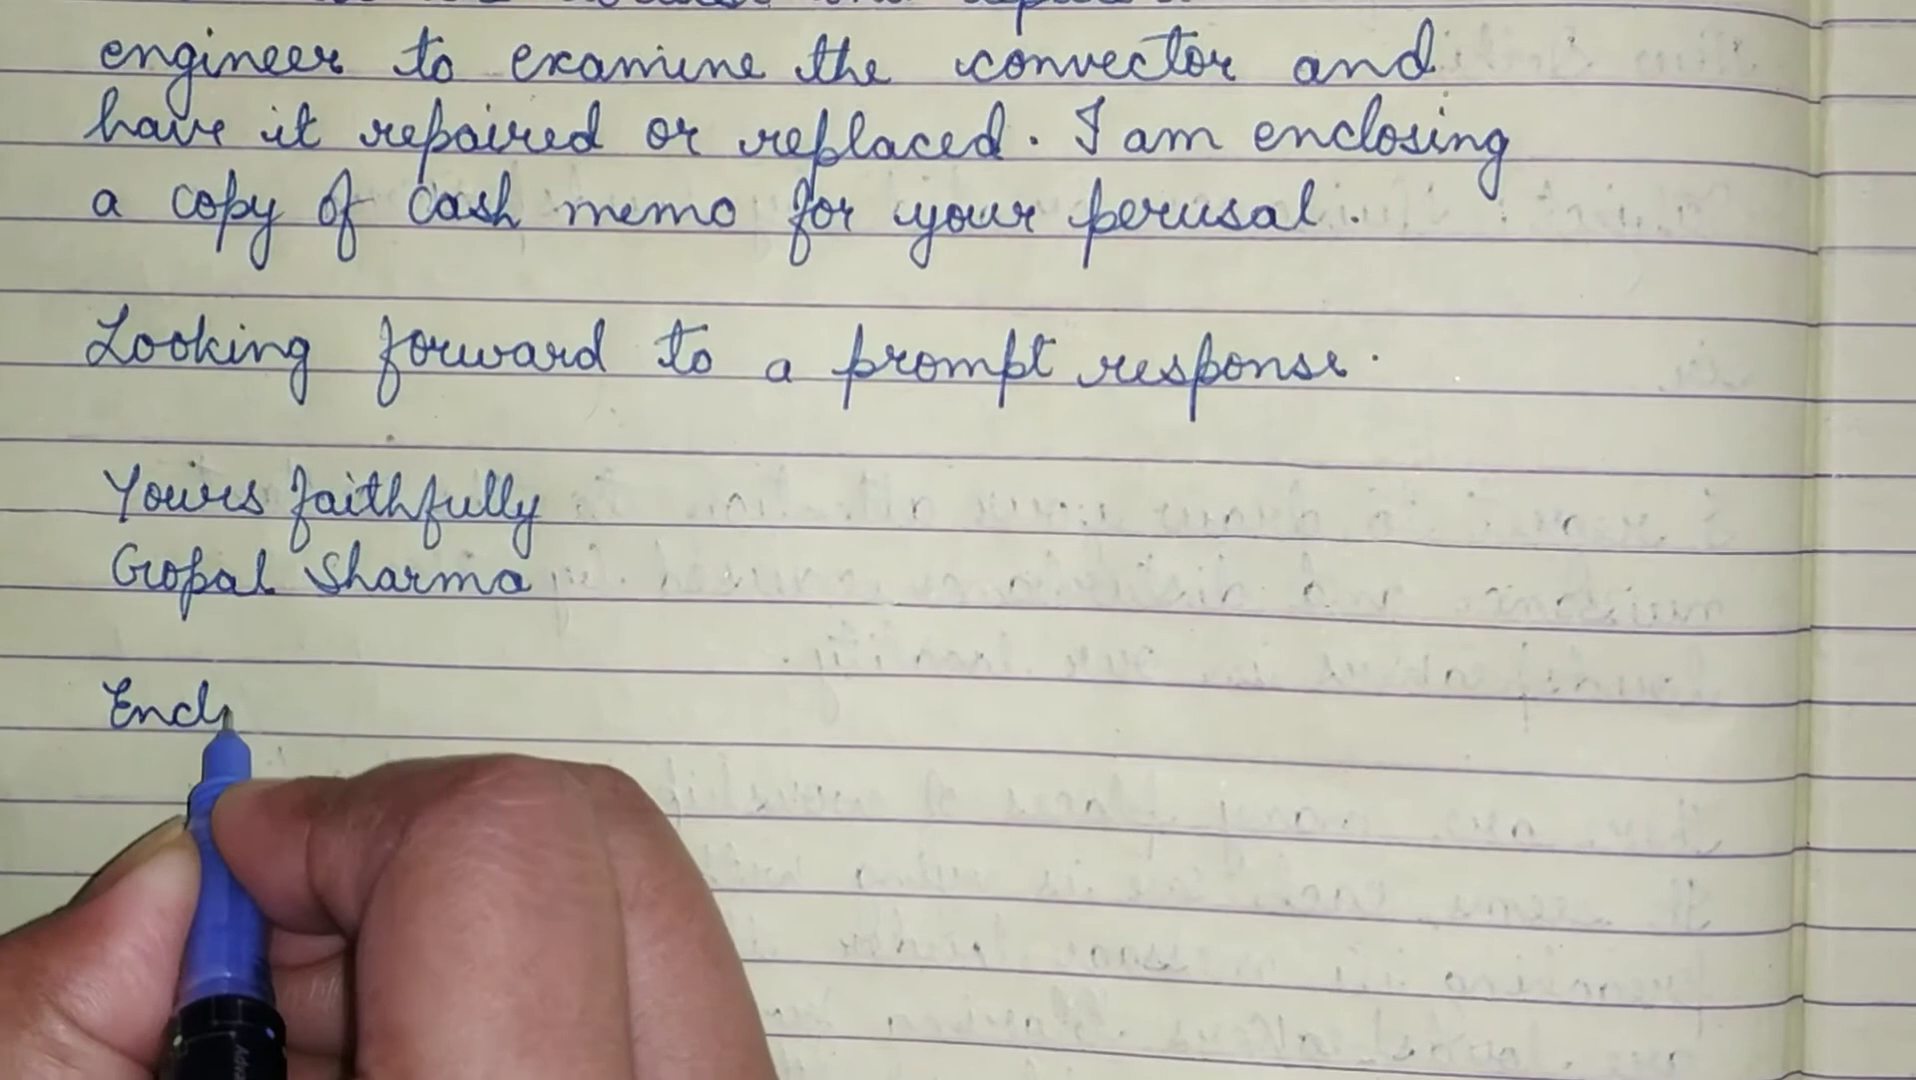 engineer to examine the convector and
have it repaired or replaced. I am enclosing
a copy of cash memo for your perusal.
Looking forward to a prompt response.
Yours faithfully
Gopal Sharma
Encl